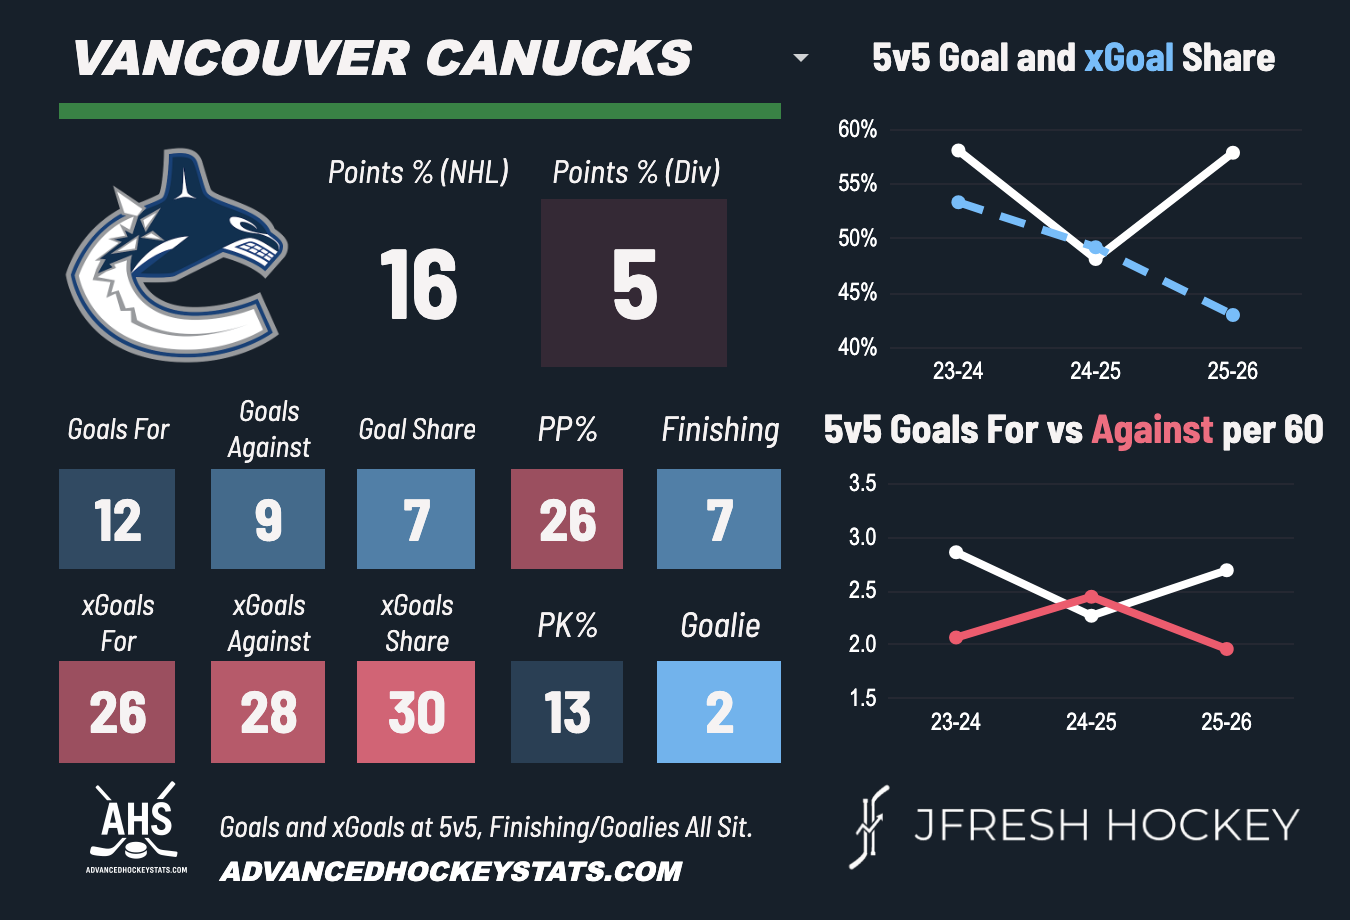 VANCOUVER CANUCKS
Points % (NHL)
Points % (Div)
16
5
Goals For
Goals
Against
Goal Share
PP%
Finishing
12
9
7
26
7
xGoals
For
xGoals
Against
xGoals
Share
PK%
Goalie
26
28
30
13
2
AHS
ADVANCEDHOCKEYSTATS.COM
Goals and xGoals at 5v5, Finishing/Goalies All Sit.
ADVANCEDHOCKEYSTATS.COM
5v5 Goal and xGoal Share
60%
55%
50%
45%
40%
23-24
24-25
25-26
5v5 Goals For vs Against per 60
3.5
3.0
2.5
2.0
1.5
23-24
24-25
25-26
JFRESH HOCKEY